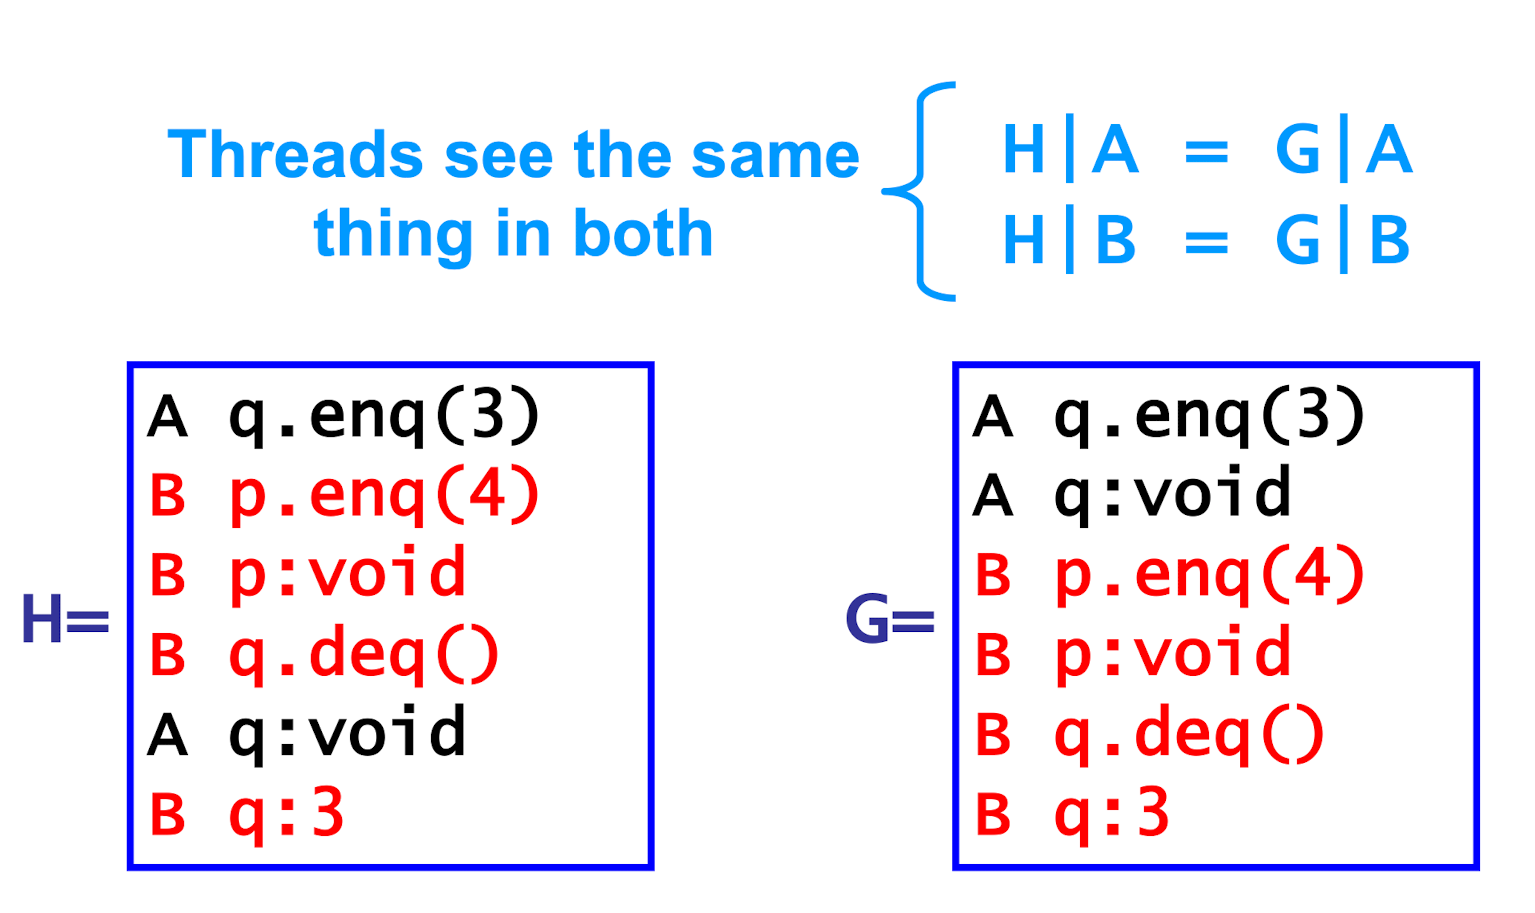 Threads see the same
thing in both
H|A = G|A
H|B = G|B
H=
A q.enq(3)
B p.enq(4)
B p:void
B q.deq()
A q:void
B q:3
G=
A q.enq(3)
A q:void
B p.enq(4)
B p:void
B q.deq()
B q:3